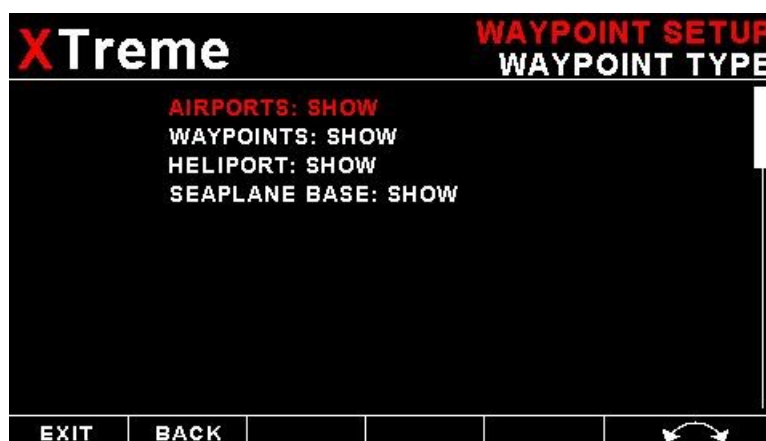 XTreme
WAYPOINT SETUP
WAYPOINT TYPE
AIRPORTS: SHOW
WAYPOINTS: SHOW
HELIPORT: SHOW
SEAPLANE BASE: SHOW
EXIT BACK